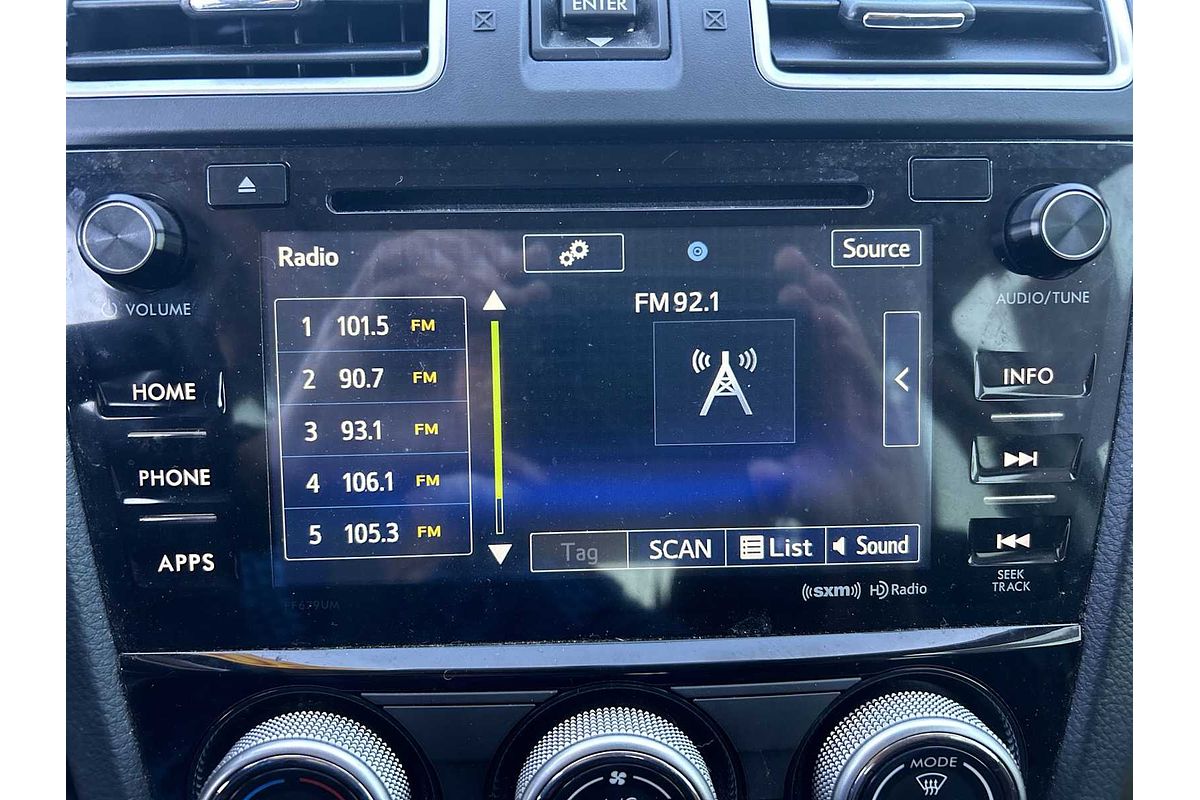 ENTER
Radio
Source
VOLUME
AUDIO/TUNE
FM 92.1
1 101.5 FM
2 90.7 FM
3 93.1 FM
4 106.1 FM
5 105.3 FM
HOME
PHONE
APPS
INFO
Tag
SCAN
List
Sound
SEEK
TRACK
((sxm))
HD Radio
FF679UM
MODE